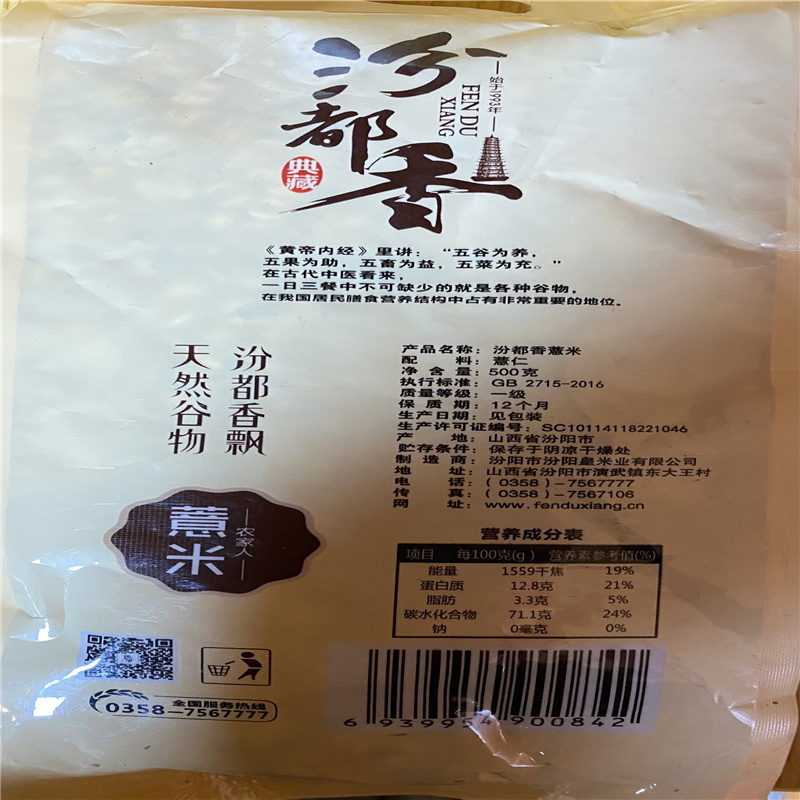 汾都香
始于1993年
FEN DU
XIANG
典藏
《黄帝内经》里讲：“五谷为养，
五果为助，五畜为益，五菜为充。”
在古代中医看来，
一日三餐中不可缺少的就是各种谷物，
在我国居民膳食营养结构中占有非常重要的地位。
汾都香飘
天然谷物
产品名称：汾都香薏米
配料：薏仁
净含量：500克
执行标准：GB 2715-2016
质量等级：一级
保质期：12个月
生产日期：见包装
生产许可证编号：SC10114118221046
产地：山西省汾阳市
贮存条件：保存于阴凉干燥处
制造商：汾阳市汾阳皇米业有限公司
地址：山西省汾阳市演武镇东大王村
电话：（0358）-7567777
传真：（0358）-7567106
网址：www.fenduxiang.cn
薏米
农家人
营养成分表
项目 每100克(g) 营养素参考值(%)
能量 1559千焦 19%
蛋白质 12.8克 21%
脂肪 3.3克 5%
碳水化合物 71.1克 24%
钠 0毫克 0%
全国服务热线
0358-7567777
6 939954 900842